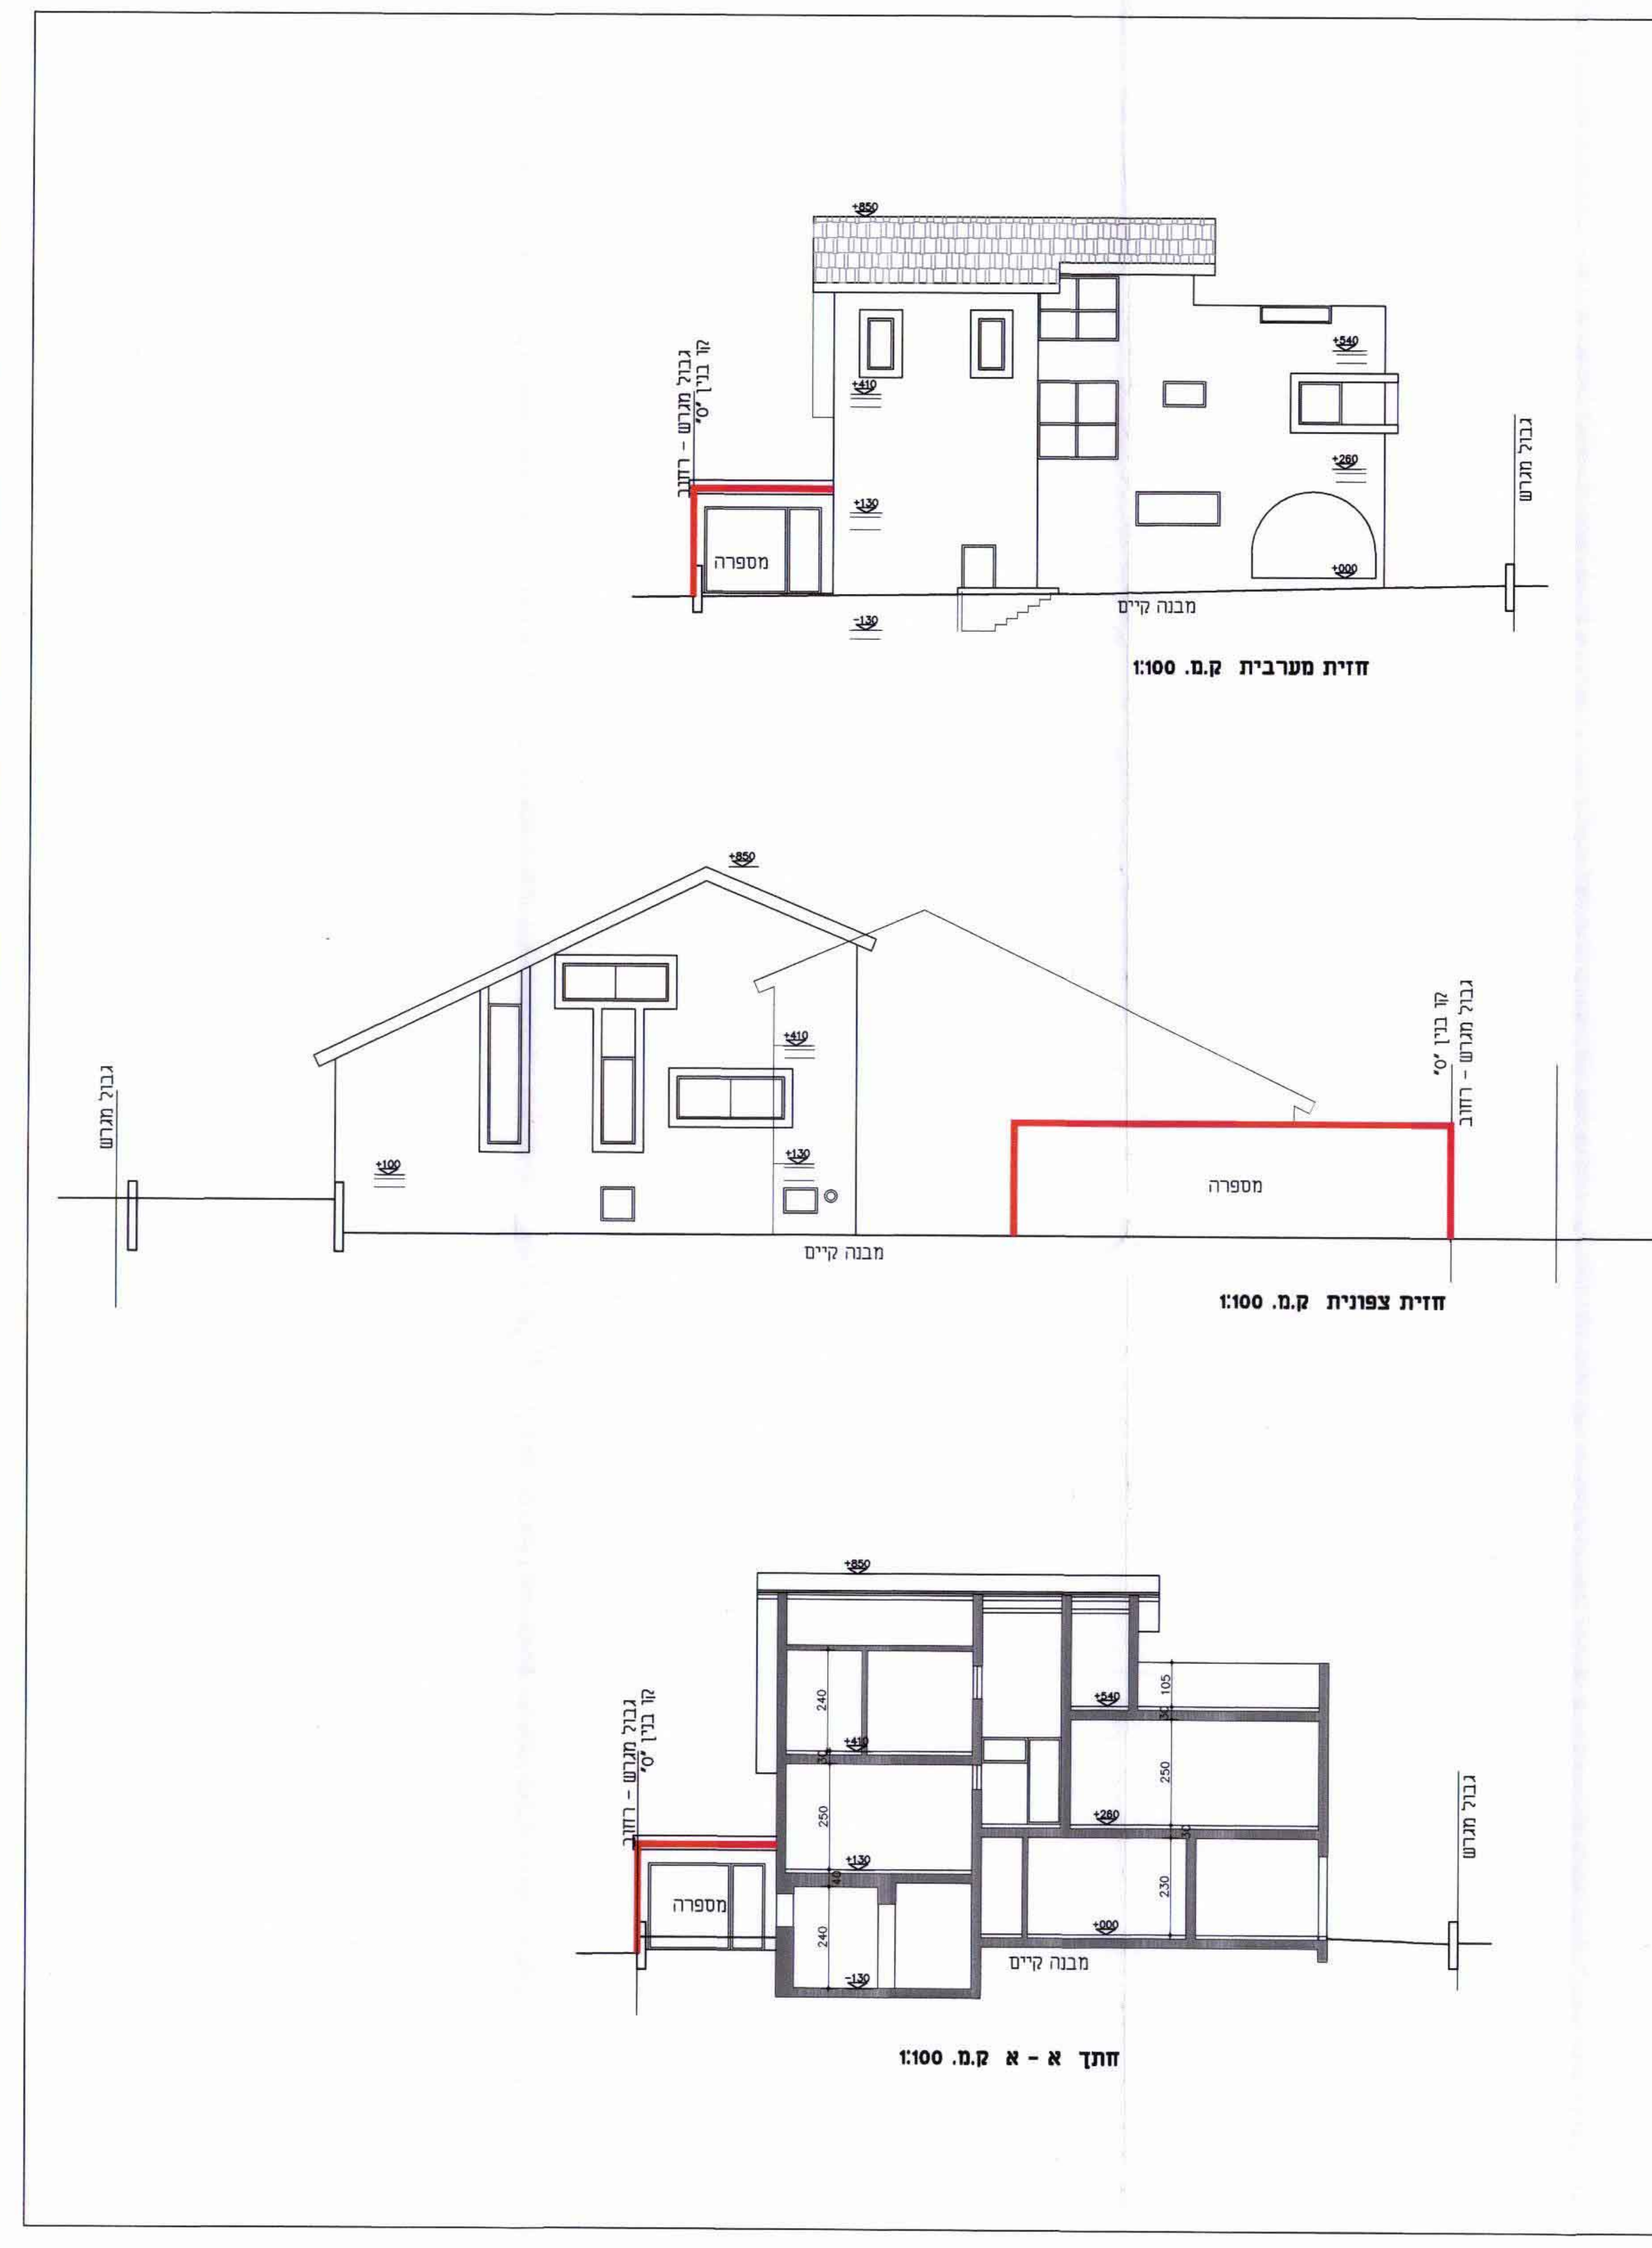 +850
גבול מגרש - רחוב
קו בנין "0"
+540
+410
גבול מגרש
+260
+130
מספרה
+000
מבנה קיים
-130
חזית מערבית ק.מ. 1:100
+850
קו בנין "0"
גבול מגרש - רחוב
+410
גבול מגרש
+130
+100
מספרה
מבנה קיים
חזית צפונית ק.מ. 1:100
+850
גבול מגרש - רחוב
קו בנין "0"
105
240
+540
30
+410
30
250
גבול מגרש
250
+260
30
+130
40
230
מספרה
+000
240
מבנה קיים
-130
חתך א - א ק.מ. 1:100